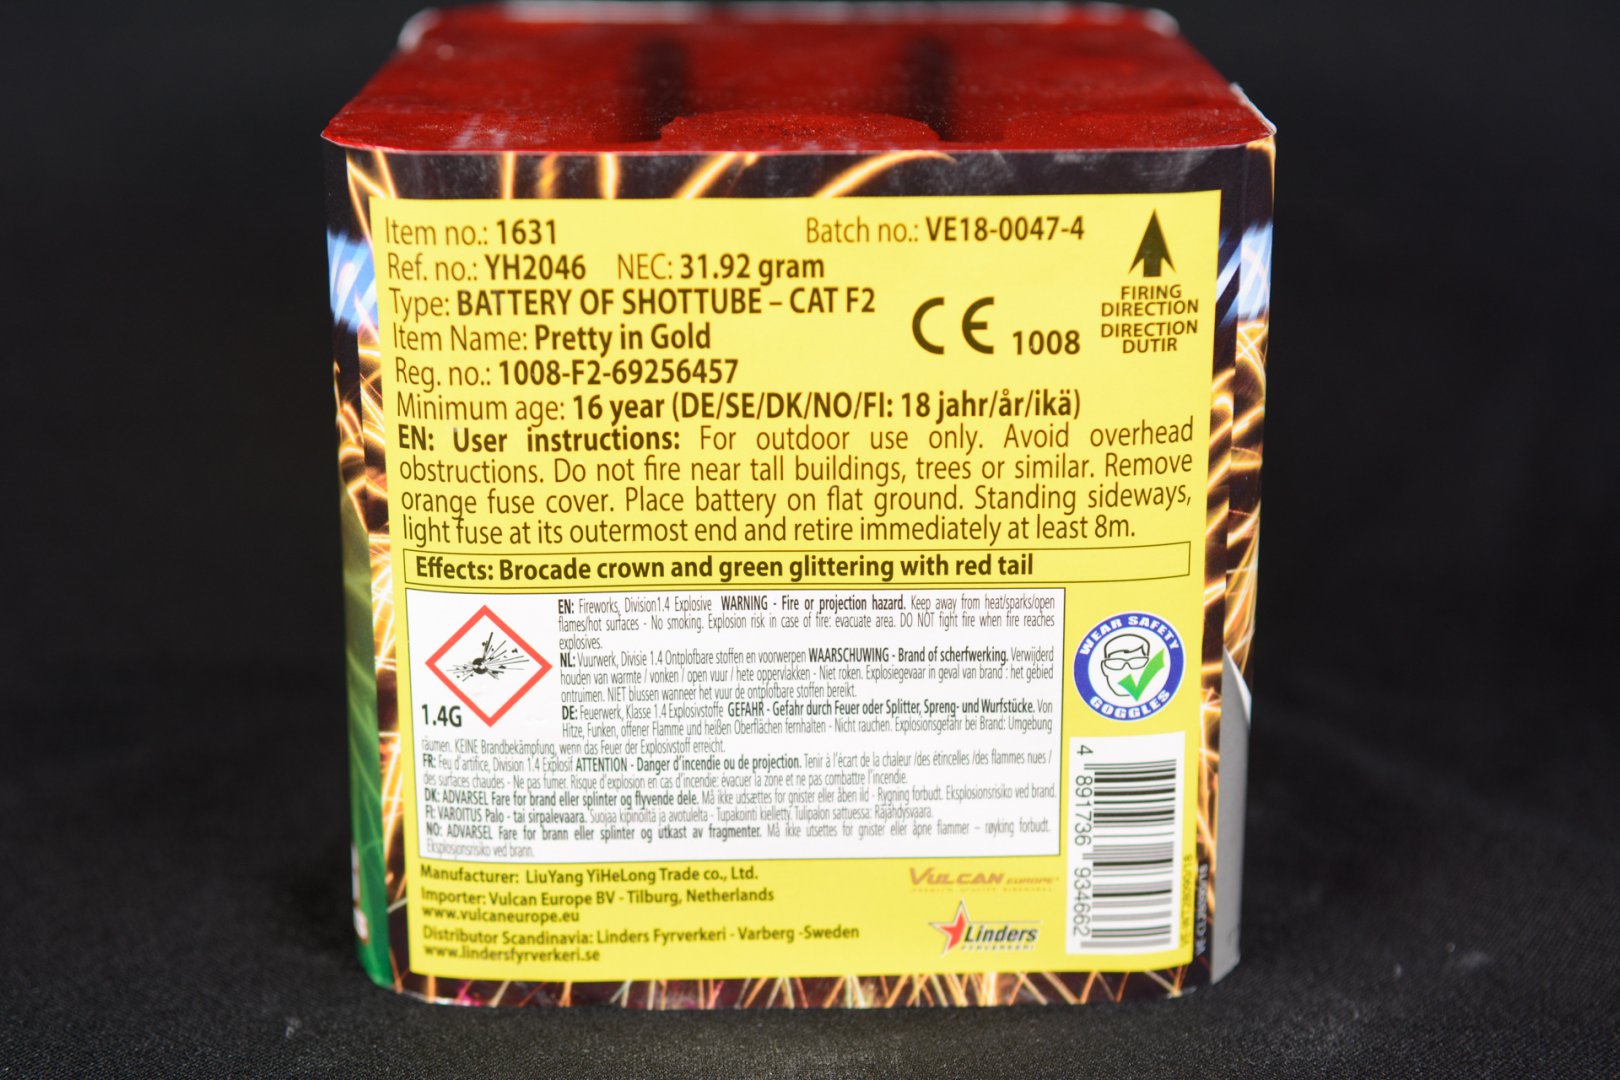 Item no.: 1631
Batch no.: VE18-0047-4
Ref. no.: YH2046 NEC: 31.92 gram
Type: BATTERY OF SHOTTUBE – CAT F2
Item Name: Pretty in Gold
Reg. no.: 1008-F2-69256457
Minimum age: 16 year (DE/SE/DK/NO/FI: 18 jahr/år/ikä)
CE 1008
FIRING
DIRECTION
DIRECTION
DUTIR
EN: User instructions: For outdoor use only. Avoid overhead
obstructions. Do not fire near tall buildings, trees or similar. Remove
orange fuse cover. Place battery on flat ground. Standing sideways,
light fuse at its outermost end and retire immediately at least 8m.
Effects: Brocade crown and green glittering with red tail
1.4G
EN: Fireworks, Division1.4 Explosive WARNING - Fire or projection hazard. Keep away from heat/sparks/open
flames/hot surfaces - No smoking. Explosion risk in case of fire: evacuate area. DO NOT fight fire when fire reaches
explosives.
NL: Vuurwerk, Divisie 1.4 Ontplofbare stoffen en voorwerpen WAARSCHUWING - Brand of scherfwerking. Verwijderd
houden van warmte / vonken / open vuur / hete oppervlakken - Niet roken. Explosiegevaar in geval van brand : het gebied
ontruimen. NIET blussen wanneer het vuur de ontplofbare stoffen bereikt.
DE: Feuerwerk, Klasse 1.4 Explosivstoffe GEFAHR - Gefahr durch Feuer oder Splitter, Spreng- und Wurfstücke. Von
Hitze, Funken, offener Flamme und heißen Oberflächen fernhalten - Nicht rauchen. Explosionsgefahr bei Brand: Umgebung
räumen. KEINE Brandbekämpfung, wenn das Feuer der Explosivstoff erreicht.
FR: Feu d'artifice, Division 1.4 Explosif ATTENTION - Danger d'incendie ou de projection. Tenir à l'écart de la chaleur /des étincelles /des flammes nues /
des surfaces chaudes - Ne pas fumer. Risque d'explosion en cas d'incendie: évacuer la zone et ne pas combattre l'incendie.
DK: ADVARSEL Fare for brand eller splinter og flyvende dele. Må ikke udsættes for gnister eller åben ild - Rygning forbudt. Eksplosionsrisiko ved brand.
FI: VAROITUS Palo - tai sirpalevaara. Suojaa kipinöiltä ja avotulelta - Tupakointi kielletty. Tulipalon sattuessa: Räjähdysvaara.
NO: ADVARSEL Fare for brann eller splinter og utkast av fragmenter. Må ikke utsettes for gnister eller åpne flammer – røyking forbudt.
Eksplosjonsrisiko ved brann.
WEAR SAFETY
GOGGLES
4 891736 934662
Manufacturer: LiuYang YiHeLong Trade co., Ltd.
Importer: Vulcan Europe BV - Tilburg, Netherlands
www.vulcaneurope.eu
Distributor Scandinavia: Linders Fyrverkeri - Varberg -Sweden
www.lindersfyrverkeri.se
VULCAN EUROPE
Linders
FYRVERKERI